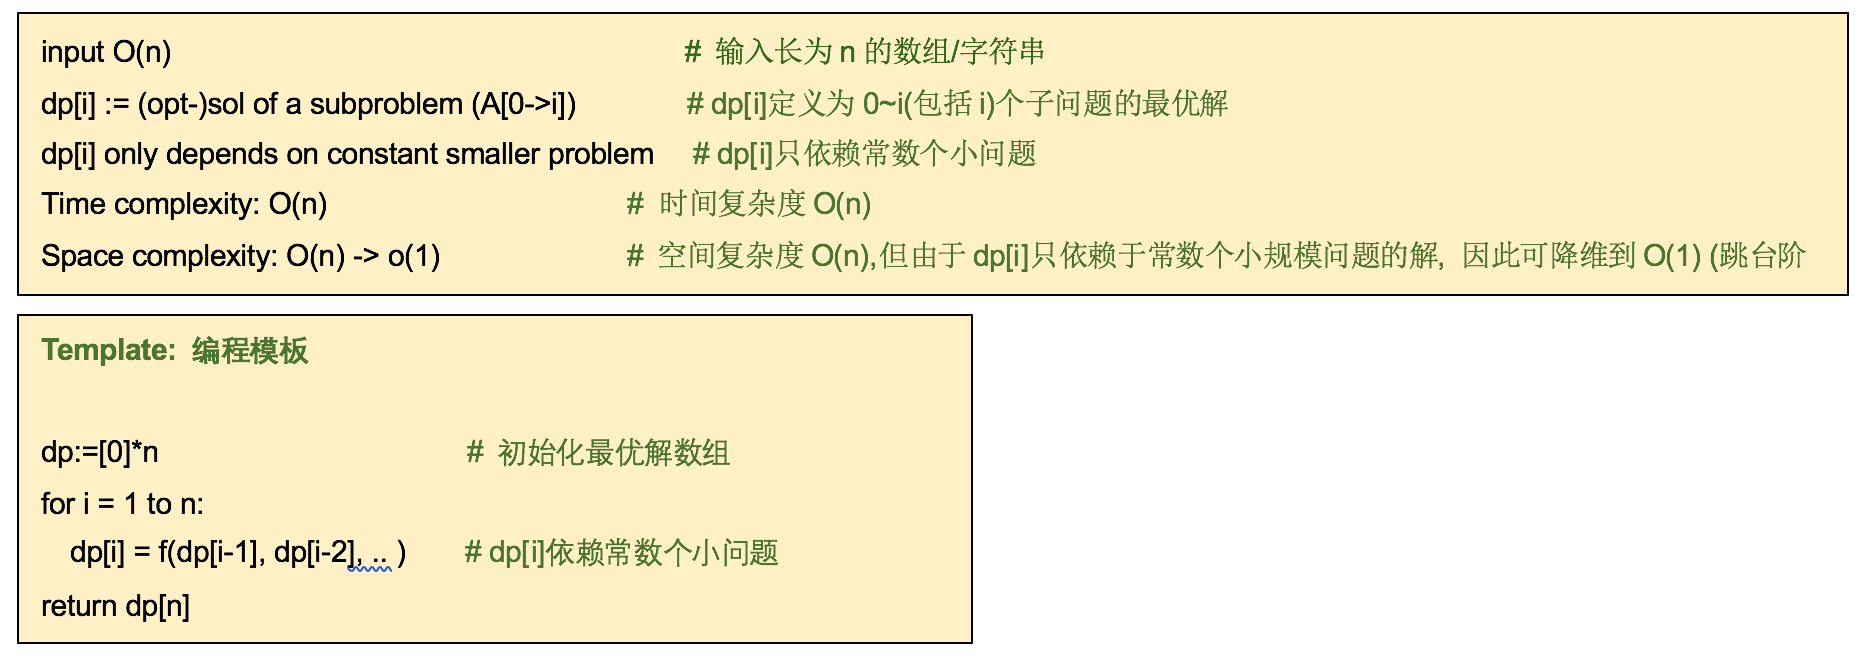 input O(n) # 输入长为 n 的数组/字符串
dp[i] := (opt-)sol of a subproblem (A[0->i]) # dp[i]定义为 0~i(包括 i)个子问题的最优解
dp[i] only depends on constant smaller problem # dp[i]只依赖常数个小问题
Time complexity: O(n) # 时间复杂度 O(n)
Space complexity: O(n) -> o(1) # 空间复杂度 O(n),但由于 dp[i]只依赖于常数个小规模问题的解, 因此可降维到 O(1) (跳台阶
Template: 编程模板
dp:=[0]*n # 初始化最优解数组
for i = 1 to n:
dp[i] = f(dp[i-1], dp[i-2], .. ) # dp[i]依赖常数个小问题
return dp[n]